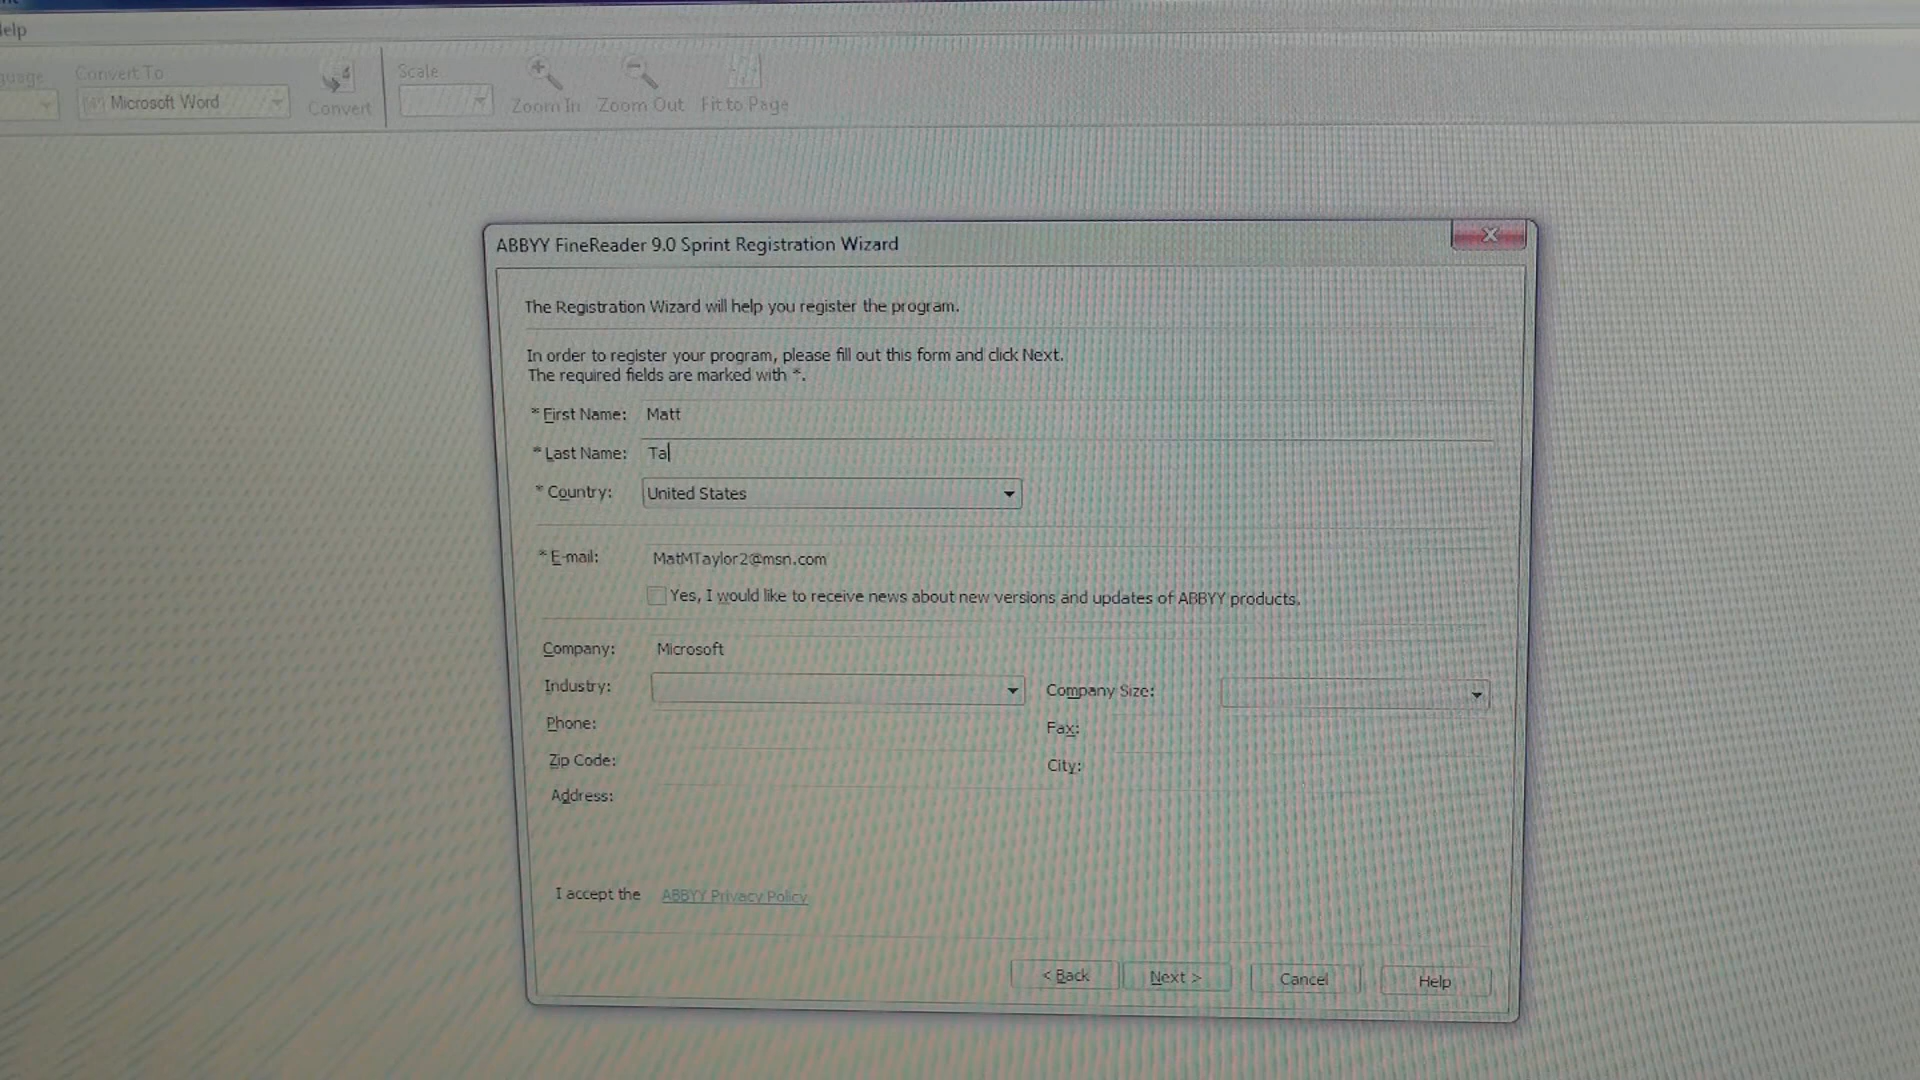 Help
Convert To
Microsoft Word
Convert
Scale
Zoom In
Zoom Out
Fit to Page
ABBYY FineReader 9.0 Sprint Registration Wizard
The Registration Wizard will help you register the program.
In order to register your program, please fill out this form and click Next.
The required fields are marked with *.
* First Name: Matt
* Last Name: Ta
* Country: United States
* E-mail: MatMTaylor2@msn.com
Yes, I would like to receive news about new versions and updates of ABBYY products.
Company: Microsoft
Industry: Company Size:
Phone: Fax:
Zip Code: City:
Address:
I accept the ABBYY Privacy Policy
< Back Next > Cancel Help